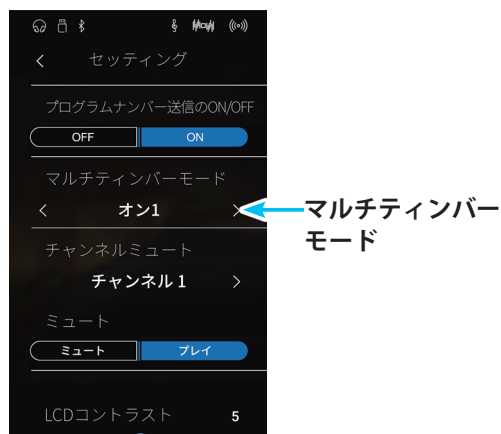 セッティング
プログラムナンバー送信のON/OFF
OFF ON
マルチティンバーモード
オン1
チャンネルミュート
チャンネル 1
ミュート
ミュート プレイ
LCDコントラスト 5
マルチティンバー
モード